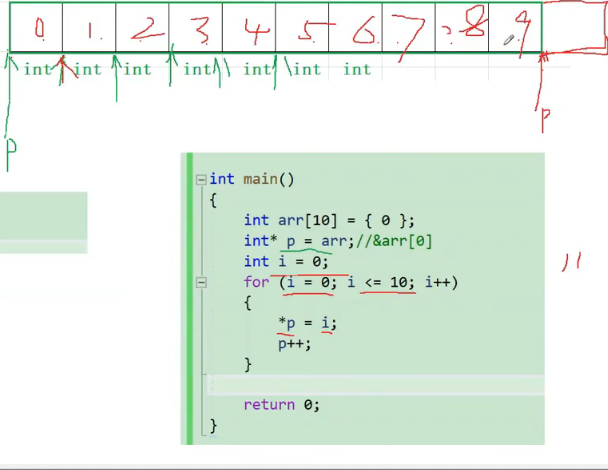 0. 1. 2 3. 4 5. 6. 7 8 9
int int int int int int int
p p
int main()
{
int arr[10] = { 0 };
int* p = arr;//&arr[0]
int i = 0;
for (i = 0; i <= 10; i++)
{
*p = i;
p++;
}
return 0;
}
11